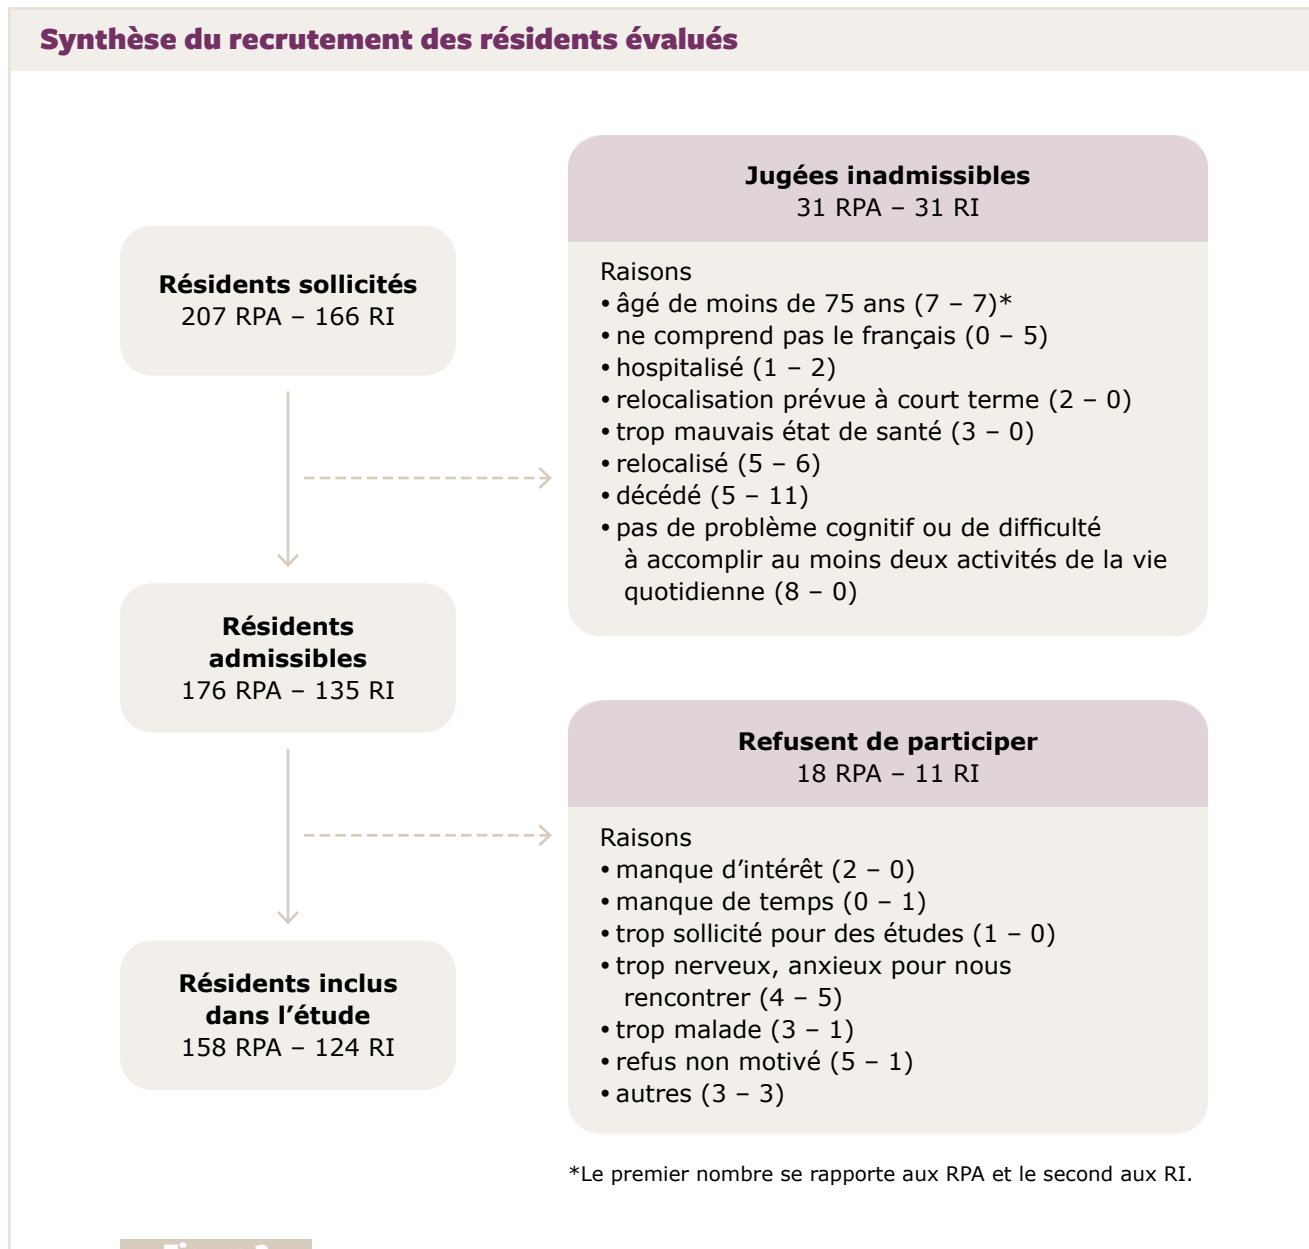 Synthèse du recrutement des résidents évalués
Résidents sollicités
207 RPA – 166 RI
Jugées inadmissibles
31 RPA – 31 RI
Raisons
• âgé de moins de 75 ans (7 – 7)*
• ne comprend pas le français (0 – 5)
• hospitalisé (1 – 2)
• relocalisation prévue à court terme (2 – 0)
• trop mauvais état de santé (3 – 0)
• relocalisé (5 – 6)
• décédé (5 – 11)
• pas de problème cognitif ou de difficulté
à accomplir au moins deux activités de la vie
quotidienne (8 – 0)
Résidents
admissibles
176 RPA – 135 RI
Refusent de participer
18 RPA – 11 RI
Raisons
• manque d’intérêt (2 – 0)
• manque de temps (0 – 1)
• trop sollicité pour des études (1 – 0)
• trop nerveux, anxieux pour nous
rencontrer (4 – 5)
• trop malade (3 – 1)
• refus non motivé (5 – 1)
• autres (3 – 3)
Résidents inclus
dans l’étude
158 RPA – 124 RI
*Le premier nombre se rapporte aux RPA et le second aux RI.